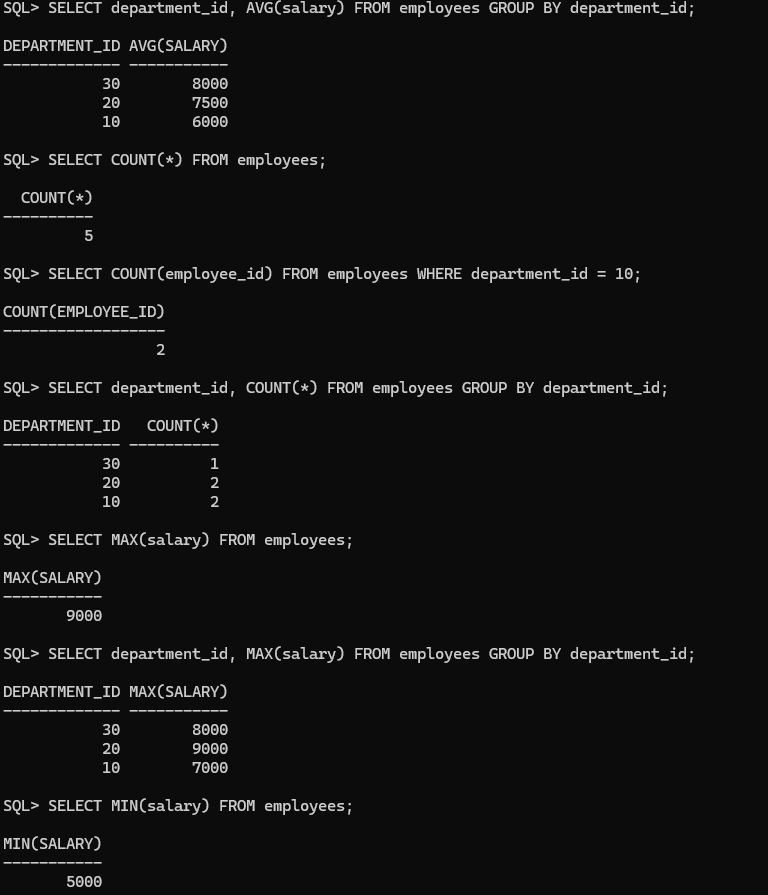 SQL> SELECT department_id, AVG(salary) FROM employees GROUP BY department_id;
DEPARTMENT_ID AVG(SALARY)
------------- -----------
           30        8000
           20        7500
           10        6000
SQL> SELECT COUNT(*) FROM employees;
  COUNT(*)
----------
         5
SQL> SELECT COUNT(employee_id) FROM employees WHERE department_id = 10;
COUNT(EMPLOYEE_ID)
------------------
                 2
SQL> SELECT department_id, COUNT(*) FROM employees GROUP BY department_id;
DEPARTMENT_ID   COUNT(*)
------------- ----------
           30          1
           20          2
           10          2
SQL> SELECT MAX(salary) FROM employees;
MAX(SALARY)
-----------
       9000
SQL> SELECT department_id, MAX(salary) FROM employees GROUP BY department_id;
DEPARTMENT_ID MAX(SALARY)
------------- -----------
           30        8000
           20        9000
           10        7000
SQL> SELECT MIN(salary) FROM employees;
MIN(SALARY)
-----------
       5000